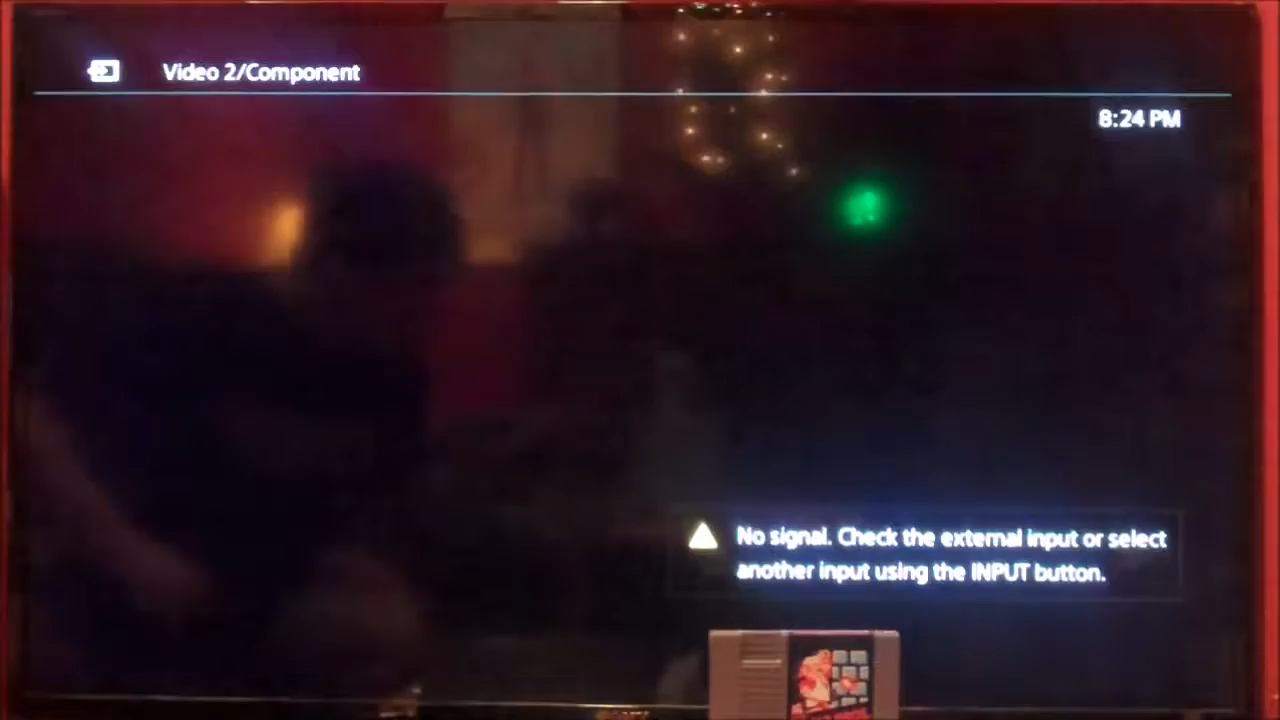 Video 2/Component
8:24 PM
No signal. Check the external input or select
another input using the INPUT button.